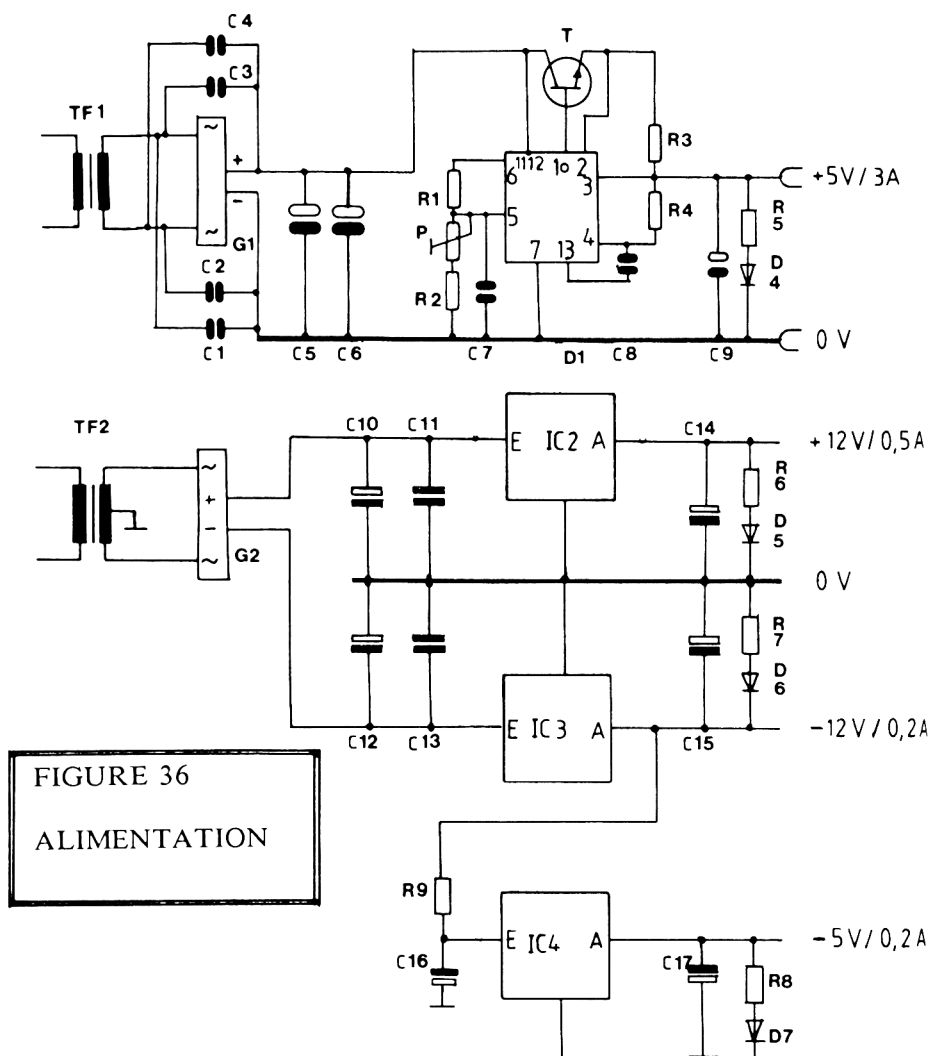 C4
C3
T
TF1
~
+
-
~
G1
R1
P
R2
6
11 12
10
2
3
5
4
7
13
R3
R4
+5V/3A
R
5
D
4
C2
C1
C5
C6
C7
D1
C8
C9
0 V
TF2
~
+
-
~
G2
C10
C11
E IC2 A
C14
+12V/0,5A
R
6
D
5
0 V
R
7
D
6
C12
C13
E IC3 A
C15
-12V/0,2A
FIGURE 36
ALIMENTATION
R9
C16
E IC4 A
C17
-5V/0,2A
R8
D7